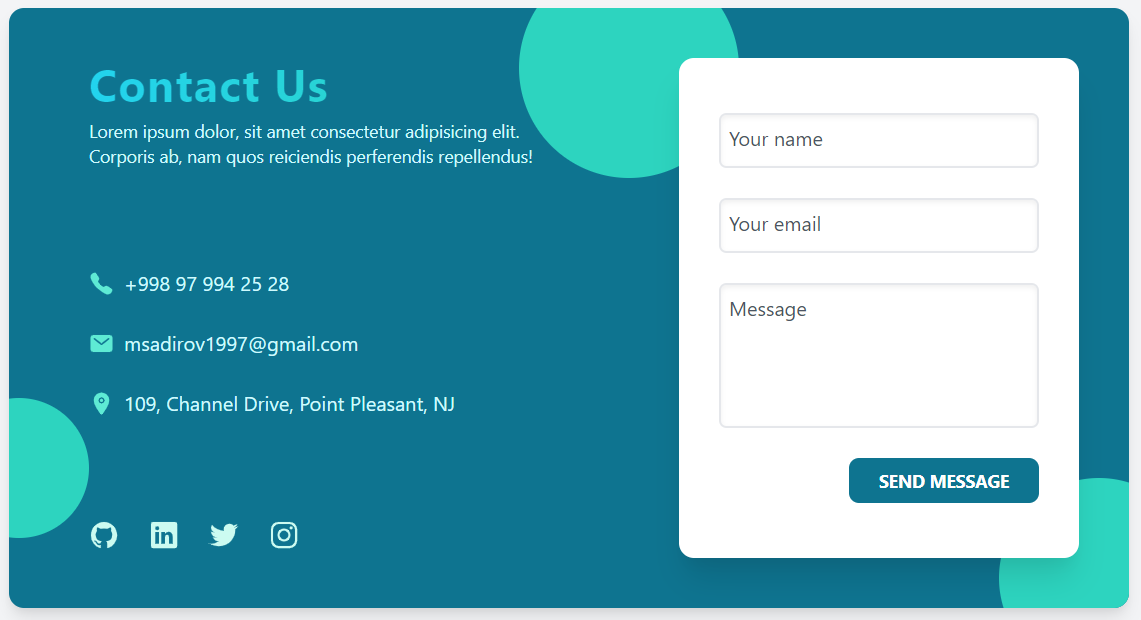 Contact Us
Lorem ipsum dolor, sit amet consectetur adipisicing elit.
Corporis ab, nam quos reiciendis perferendis repellendus!
+998 97 994 25 28
msadirov1997@gmail.com
109, Channel Drive, Point Pleasant, NJ
in
Your name
Your email
Message
SEND MESSAGE